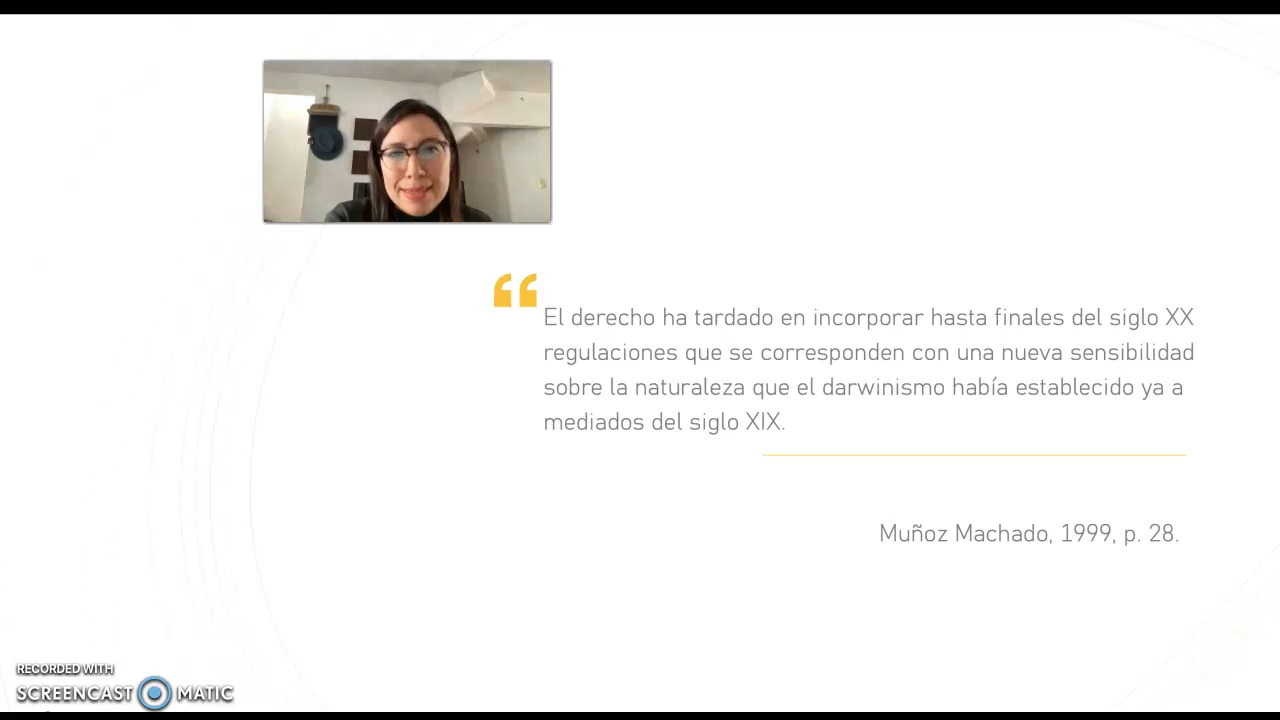 “
El derecho ha tardado en incorporar hasta finales del siglo XX
regulaciones que se corresponden con una nueva sensibilidad
sobre la naturaleza que el darwinismo había establecido ya a
mediados del siglo XIX.
Muñoz Machado, 1999, p. 28.
RECORDED WITH
SCREENCAST MATIC